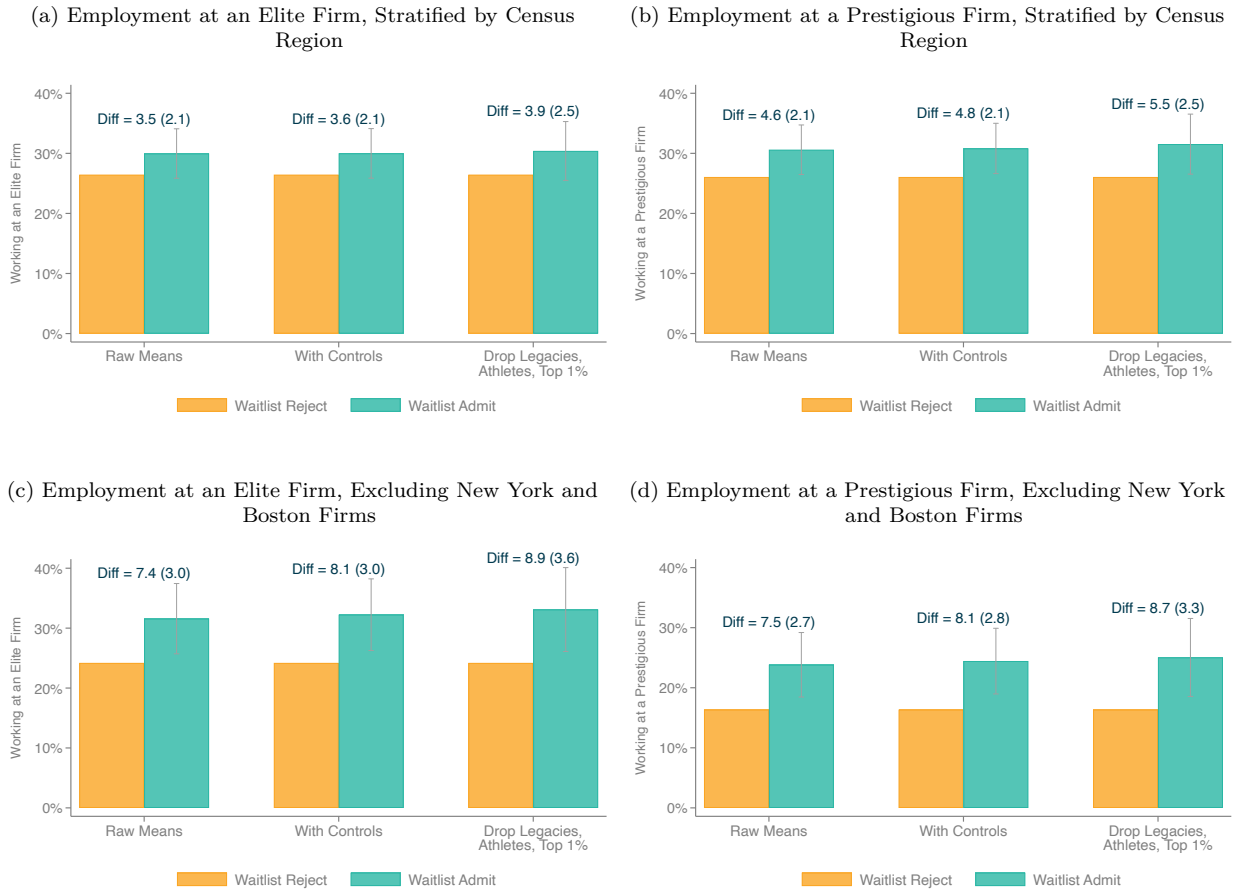 (a) Employment at an Elite Firm, Stratified by Census
Region
40%
30%
20%
10%
0%
Working at an Elite Firm
Diff = 3.5 (2.1)
Diff = 3.6 (2.1)
Diff = 3.9 (2.5)
Raw Means
With Controls
Drop Legacies,
Athletes, Top 1%
Waitlist Reject
Waitlist Admit
(b) Employment at a Prestigious Firm, Stratified by Census
Region
40%
30%
20%
10%
0%
Working at a Prestigious Firm
Diff = 4.6 (2.1)
Diff = 4.8 (2.1)
Diff = 5.5 (2.5)
Raw Means
With Controls
Drop Legacies,
Athletes, Top 1%
Waitlist Reject
Waitlist Admit
(c) Employment at an Elite Firm, Excluding New York and
Boston Firms
40%
30%
20%
10%
0%
Working at an Elite Firm
Diff = 7.4 (3.0)
Diff = 8.1 (3.0)
Diff = 8.9 (3.6)
Raw Means
With Controls
Drop Legacies,
Athletes, Top 1%
Waitlist Reject
Waitlist Admit
(d) Employment at a Prestigious Firm, Excluding New York
and Boston Firms
40%
30%
20%
10%
0%
Working at a Prestigious Firm
Diff = 7.5 (2.7)
Diff = 8.1 (2.8)
Diff = 8.7 (3.3)
Raw Means
With Controls
Drop Legacies,
Athletes, Top 1%
Waitlist Reject
Waitlist Admit